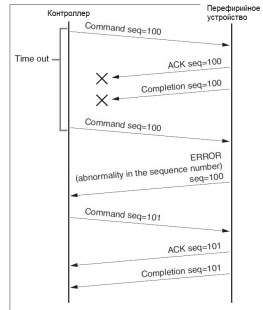 Контроллер
Перефирийное
устройство
Command seq=100
Time out
ACK seq=100
Completion seq=100
Command seq=100
ERROR
(abnormality in the sequence number)
seq=100
Command seq=101
ACK seq=101
Completion seq=101